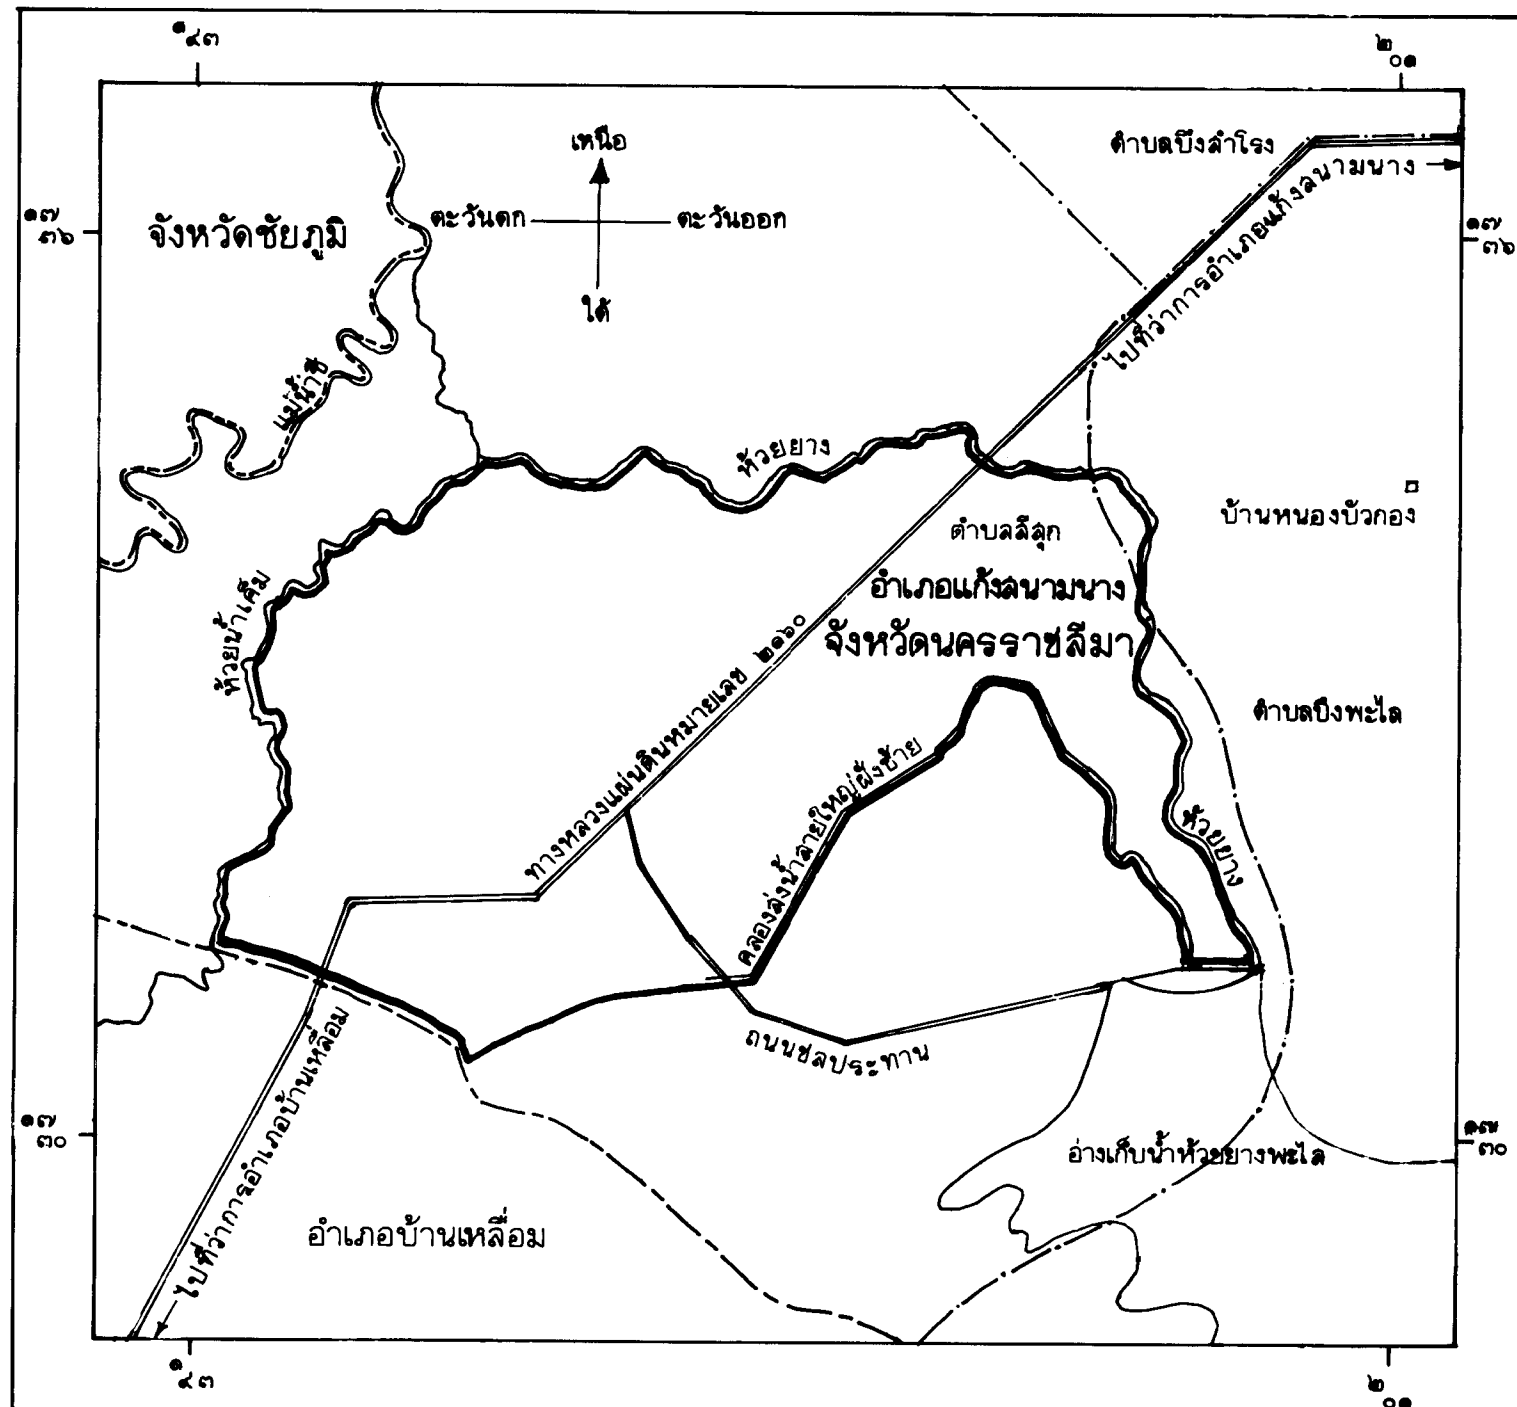 ๑๙๓
๒๐๑
เหนือ
ตำบลบึงสำโรง
ไปที่ว่าการอำเภอแก้งสนามนาง
ตะวันตก
ตะวันออก
๑๗
๓๖
จังหวัดชัยภูมิ
๑๗
๓๖
ใต้
แม่น้ำชี
ห้วยยาง
บ้านหนองบัวกอง
ตำบลสีสุก
อำเภอแก้งสนามนาง
ห้วยน้ำเค็ม
จังหวัดนครราชสีมา
ตำบลบึงพะไล
ทางหลวงแผ่นดินหมายเลข ๒๑๖๐
คลองส่งน้ำสายใหญ่ฝั่งซ้าย
ห้วยยาง
ถนนชลประทาน
๑๗
๓๐
๑๗
๓๐
อ่างเก็บน้ำห้วยยางพะไล
อำเภอบ้านเหลื่อม
ไปที่ว่าการอำเภอบ้านเหลื่อม
๑๙๓
๒๐๑